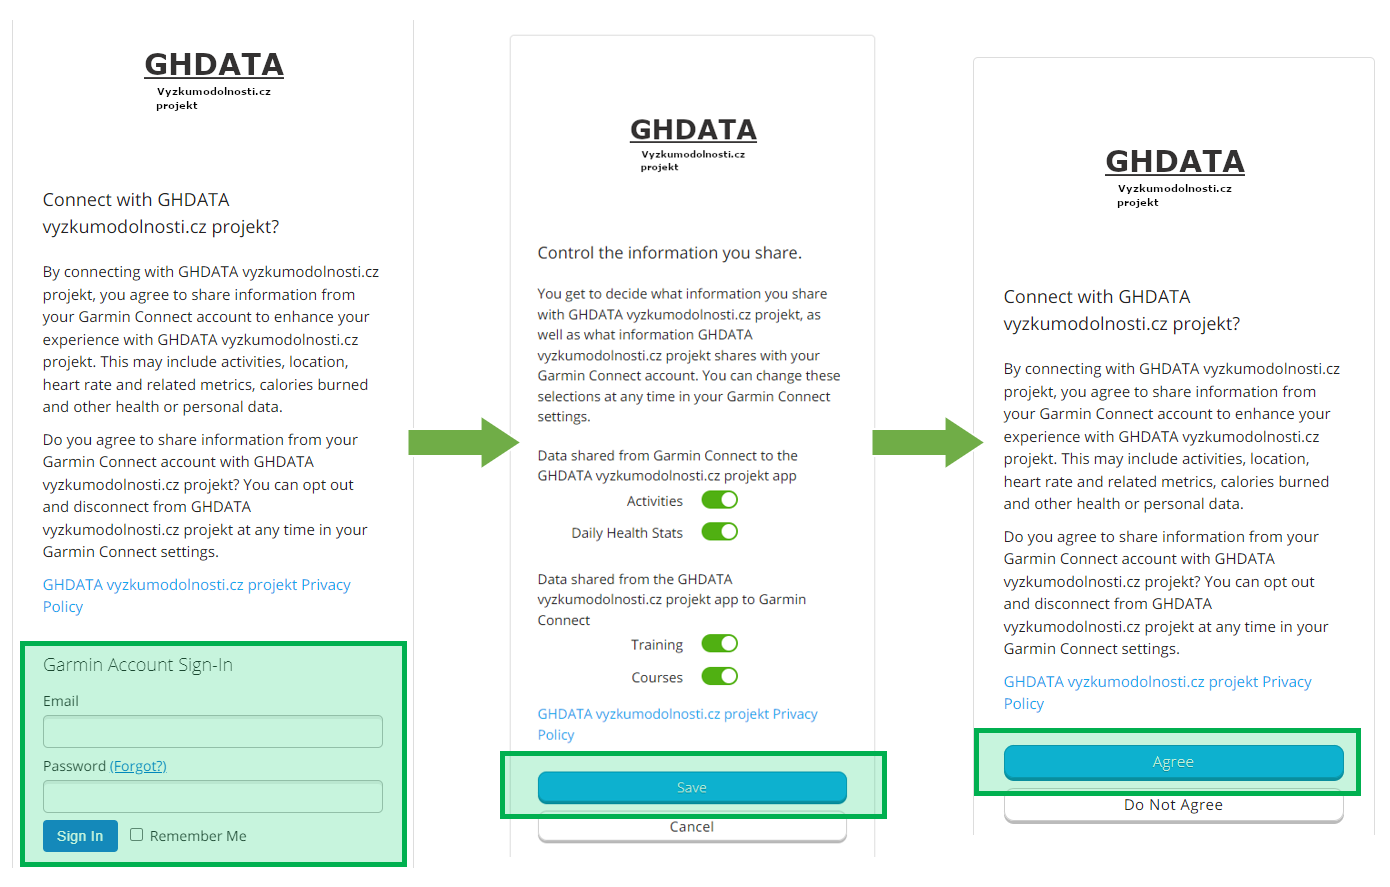 GHDATA
Vyzkumodolnosti.cz
projekt
Connect with GHDATA
vyzkumodolnosti.cz projekt?
By connecting with GHDATA vyzkumodolnosti.cz
projekt, you agree to share information from
your Garmin Connect account to enhance your
experience with GHDATA vyzkumodolnosti.cz
projekt. This may include activities, location,
heart rate and related metrics, calories burned
and other health or personal data.
Do you agree to share information from your
Garmin Connect account with GHDATA
vyzkumodolnosti.cz projekt? You can opt out
and disconnect from GHDATA
vyzkumodolnosti.cz projekt at any time in your
Garmin Connect settings.
GHDATA vyzkumodolnosti.cz projekt Privacy
Policy
Garmin Account Sign-In
Email
Password (Forgot?)
Sign In Remember Me
GHDATA
Vyzkumodolnosti.cz
projekt
Control the information you share.
You get to decide what information you share
with GHDATA vyzkumodolnosti.cz projekt, as
well as what information GHDATA
vyzkumodolnosti.cz projekt shares with your
Garmin Connect account. You can change these
selections at any time in your Garmin Connect
settings.
Data shared from Garmin Connect to the
GHDATA vyzkumodolnosti.cz projekt app
Activities
Daily Health Stats
Data shared from the GHDATA
vyzkumodolnosti.cz projekt app to Garmin
Connect
Training
Courses
GHDATA vyzkumodolnosti.cz projekt Privacy
Policy
Save
Cancel
GHDATA
Vyzkumodolnosti.cz
projekt
Connect with GHDATA
vyzkumodolnosti.cz projekt?
By connecting with GHDATA vyzkumodolnosti.cz
projekt, you agree to share information from
your Garmin Connect account to enhance your
experience with GHDATA vyzkumodolnosti.cz
projekt. This may include activities, location,
heart rate and related metrics, calories burned
and other health or personal data.
Do you agree to share information from your
Garmin Connect account with GHDATA
vyzkumodolnosti.cz projekt? You can opt out
and disconnect from GHDATA
vyzkumodolnosti.cz projekt at any time in your
Garmin Connect settings.
GHDATA vyzkumodolnosti.cz projekt Privacy
Policy
Agree
Do Not Agree